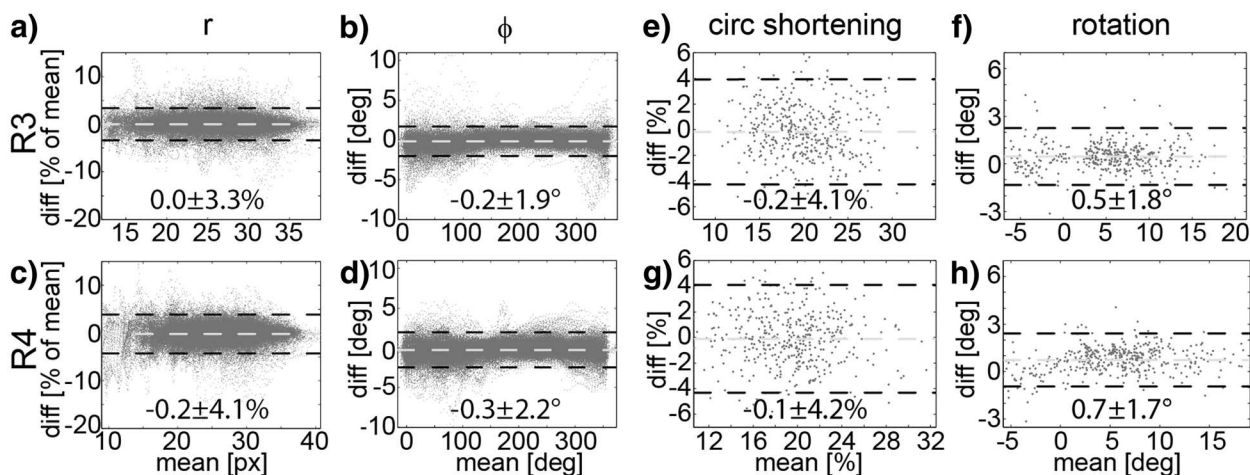 a) r b) ϕ e) circ shortening f) rotation
R3
diff [% of mean]
10
0
-10
-20
15 20 25 30 35
0.0±3.3%
diff [deg]
10
5
0
-5
-10
0 100 200 300
-0.2±1.9°
diff [%]
6
4
2
0
-2
-4
-6
10 15 20 25 30
-0.2±4.1%
diff [deg]
6
3
0
-3
-5 0 5 10 15 20
0.5±1.8°
c) d) g) h)
R4
diff [% of mean]
10
0
-10
-20
10 20 30 40
mean [px]
-0.2±4.1%
diff [deg]
10
5
0
-5
-10
0 100 200 300
mean [deg]
-0.3±2.2°
diff [%]
6
4
2
0
-2
-4
-6
12 16 20 24 28 32
mean [%]
-0.1±4.2%
diff [deg]
6
3
0
-3
-5 0 5 10 15
mean [deg]
0.7±1.7°